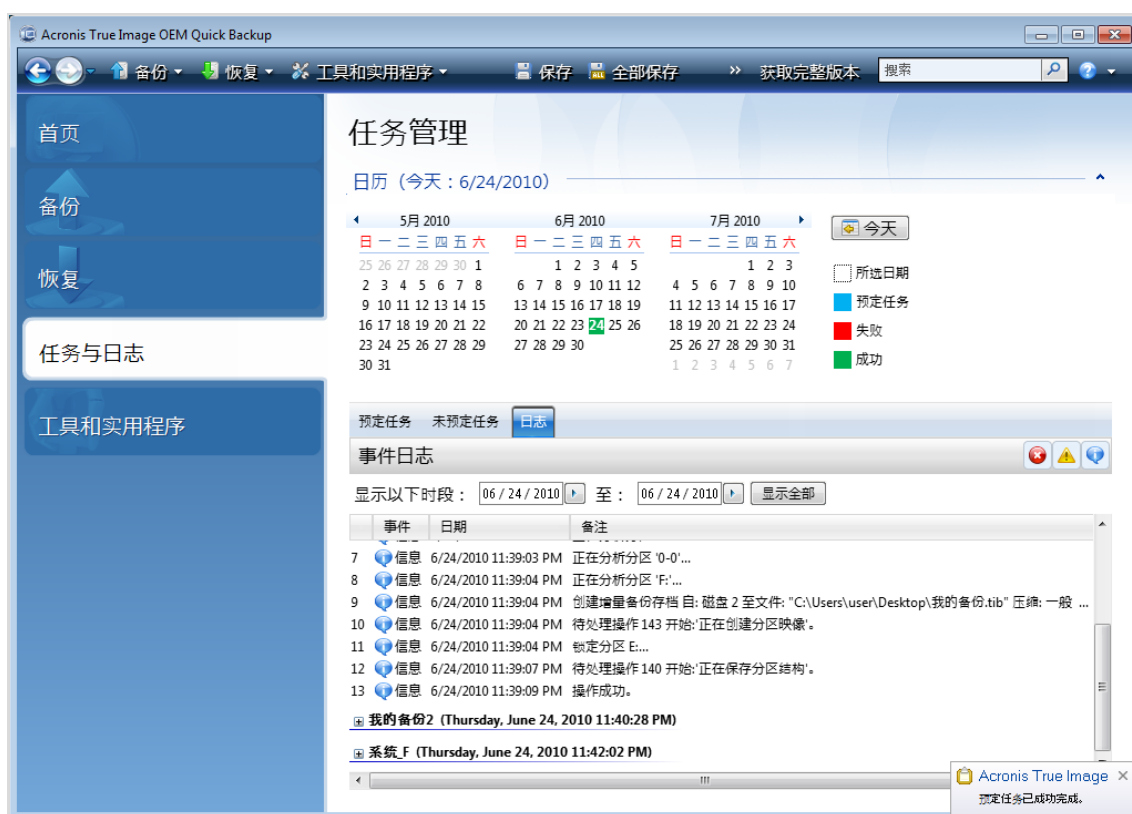 Acronis True Image OEM Quick Backup
备份 恢复 工具和实用程序 保存 全部保存 » 获取完整版本 搜索
首页
备份
恢复
任务与日志
工具和实用程序
任务管理
日历（今天：6/24/2010）
5月 2010 6月 2010 7月 2010
日 一 二 三 四 五 六 日 一 二 三 四 五 六 日 一 二 三 四 五 六
25 26 27 28 29 30 1 1 2 3 4 5 1 2 3
2 3 4 5 6 7 8 6 7 8 9 10 11 12 4 5 6 7 8 9 10
9 10 11 12 13 14 15 13 14 15 16 17 18 19 11 12 13 14 15 16 17
16 17 18 19 20 21 22 20 21 22 23 24 25 26 18 19 20 21 22 23 24
23 24 25 26 27 28 29 27 28 29 30 25 26 27 28 29 30 31
30 31 1 2 3 4 5 6 7
今天
所选日期
预定任务
失败
成功
预定任务 未预定任务 日志
事件日志
显示以下时段： 06 / 24 / 2010 至： 06 / 24 / 2010 显示全部
事件 日期 备注
7 信息 6/24/2010 11:39:03 PM 正在分析分区 '0-0'...
8 信息 6/24/2010 11:39:04 PM 正在分析分区 'F:'...
9 信息 6/24/2010 11:39:04 PM 创建增量备份存档 自: 磁盘 2 至文件: "C:\Users\user\Desktop\我的备份.tib" 压缩: 一般 ...
10 信息 6/24/2010 11:39:04 PM 待处理操作 143 开始:'正在创建分区映像'。
11 信息 6/24/2010 11:39:04 PM 锁定分区 E:...
12 信息 6/24/2010 11:39:07 PM 待处理操作 140 开始:'正在保存分区结构'。
13 信息 6/24/2010 11:39:09 PM 操作成功。
我的备份2 (Thursday, June 24, 2010 11:40:28 PM)
系统_F (Thursday, June 24, 2010 11:42:02 PM)
Acronis True Image
预定任务已成功完成。